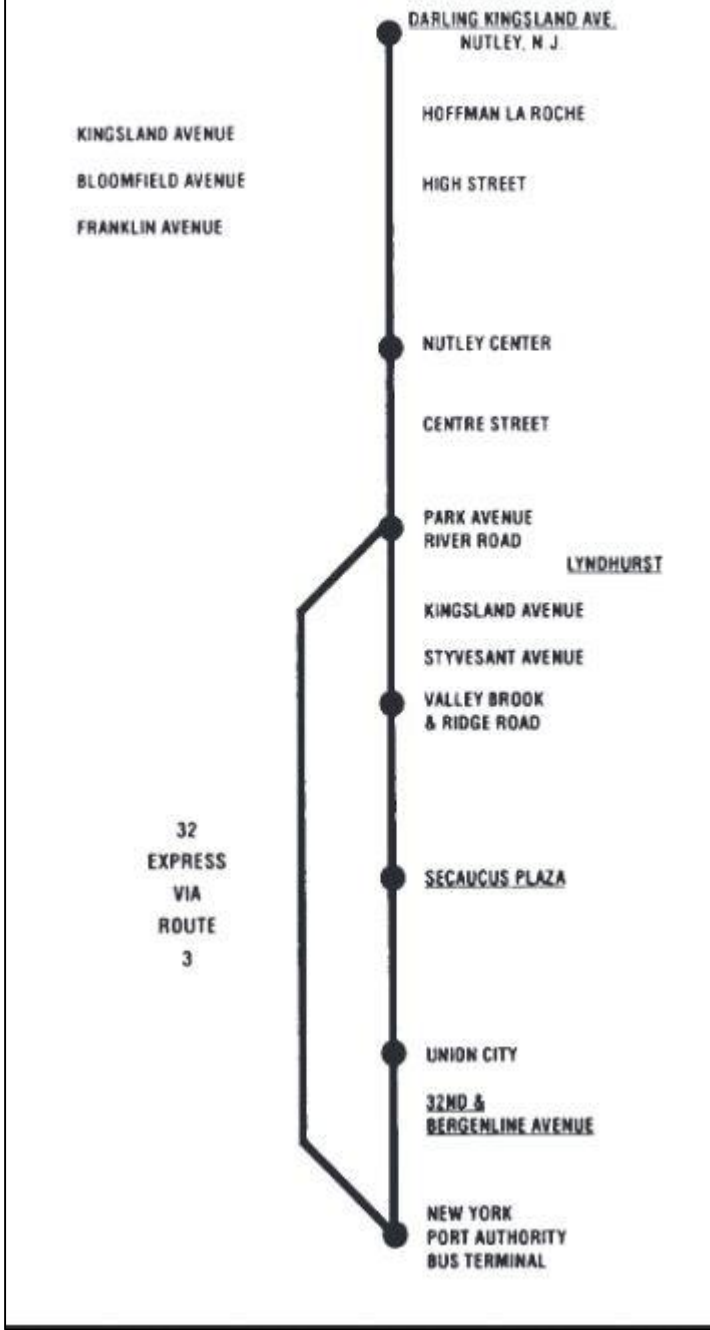 DARLING KINGSLAND AVE.
NUTLEY, N.J.
HOFFMAN LA ROCHE
KINGSLAND AVENUE
BLOOMFIELD AVENUE
HIGH STREET
FRANKLIN AVENUE
NUTLEY CENTER
CENTRE STREET
PARK AVENUE
RIVER ROAD
LYNDHURST
KINGSLAND AVENUE
STYVESANT AVENUE
VALLEY BROOK
& RIDGE ROAD
32
EXPRESS
VIA
ROUTE
3
SECAUCUS PLAZA
UNION CITY
32ND &
BERGENLINE AVENUE
NEW YORK
PORT AUTHORITY
BUS TERMINAL